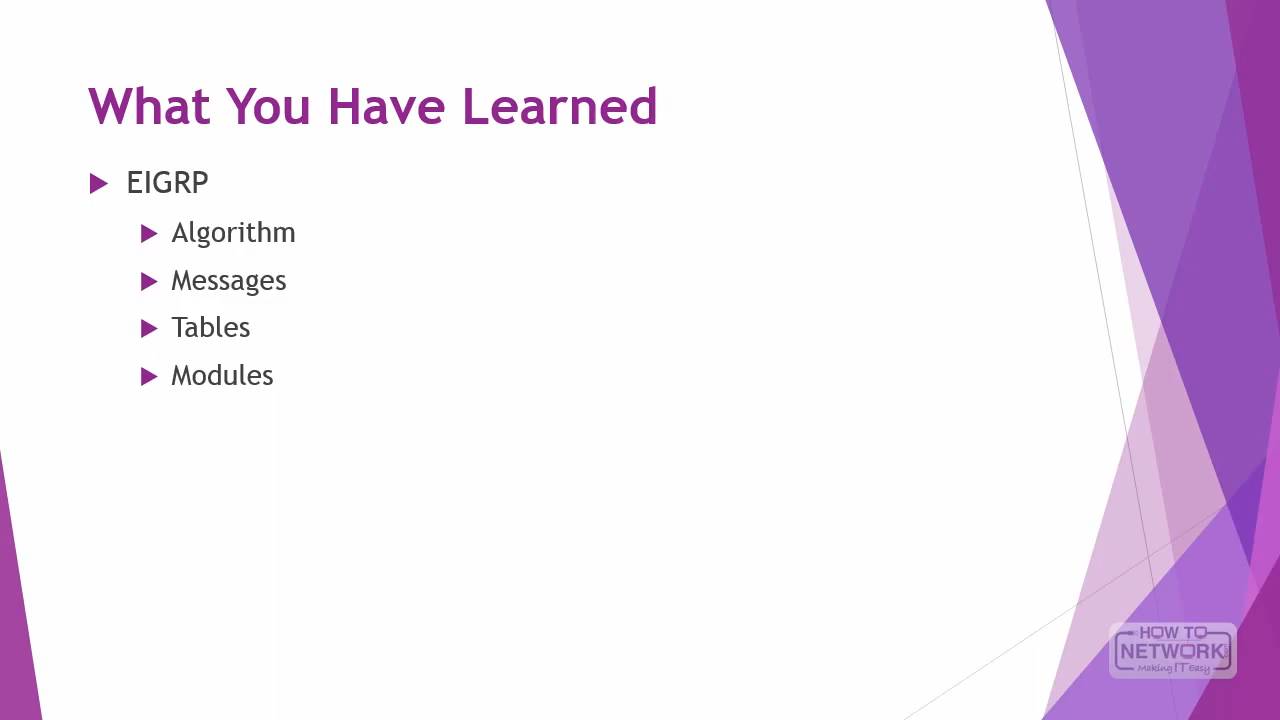 What You Have Learned
EIGRP
Algorithm
Messages
Tables
Modules
HOW TO
NETWORK
Making IT Easy